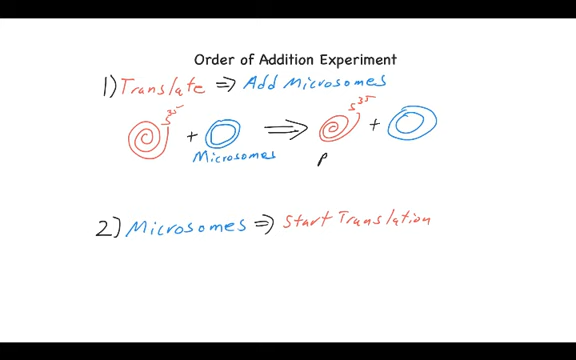 Order of Addition Experiment
1) Translate ⇒ Add Microsomes
S35 + ⇒ S35 +
Microsomes P
2) Microsomes ⇒ Start Translation